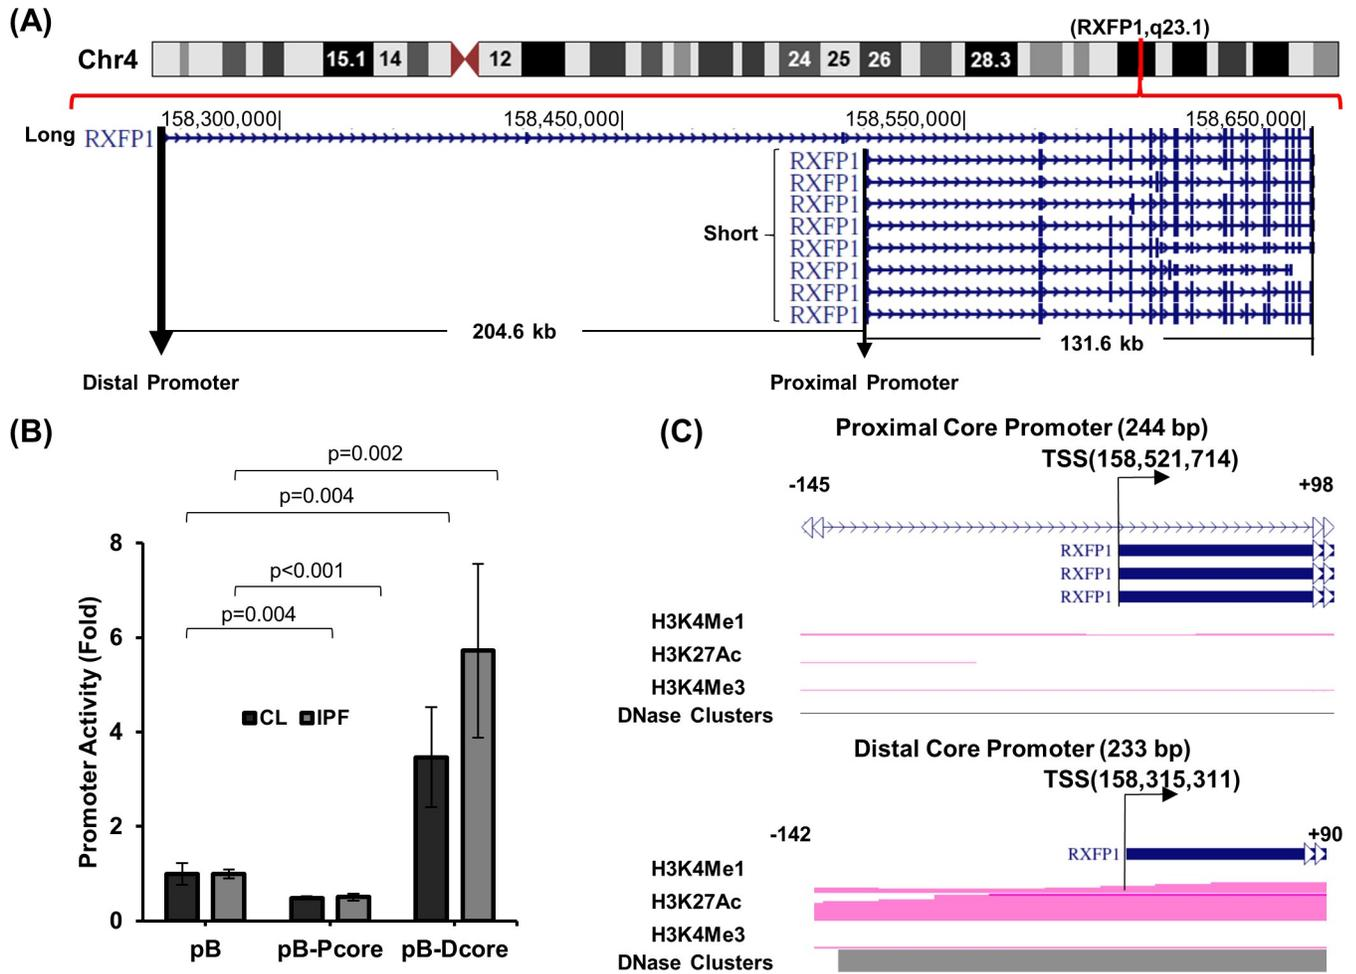 (A)
(RXFP1,q23.1)
Chr4 15.1 14 12 24 25 26 28.3
158,300,000| 158,450,000| 158,550,000| 158,650,000|
Long RXFP1
RXFP1
RXFP1
RXFP1
RXFP1
Short
RXFP1
RXFP1
RXFP1
RXFP1
204.6 kb
131.6 kb
Distal Promoter Proximal Promoter
(B)
p=0.002
p=0.004
p<0.001
p=0.004
Promoter Activity (Fold)
8
6
4
2
0
CL IPF
pB pB-Pcore pB-Dcore
(C)
Proximal Core Promoter (244 bp)
TSS(158,521,714)
-145 +98
RXFP1
RXFP1
RXFP1
H3K4Me1
H3K27Ac
H3K4Me3
DNase Clusters
Distal Core Promoter (233 bp)
TSS(158,315,311)
-142 +90
RXFP1
H3K4Me1
H3K27Ac
H3K4Me3
DNase Clusters